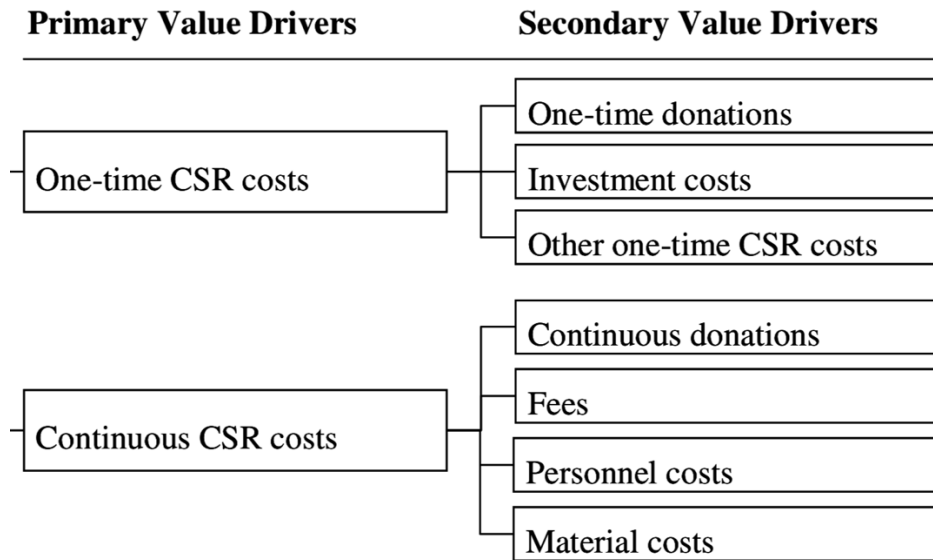 Primary Value Drivers
Secondary Value Drivers
One-time CSR costs
One-time donations
Investment costs
Other one-time CSR costs
Continuous CSR costs
Continuous donations
Fees
Personnel costs
Material costs